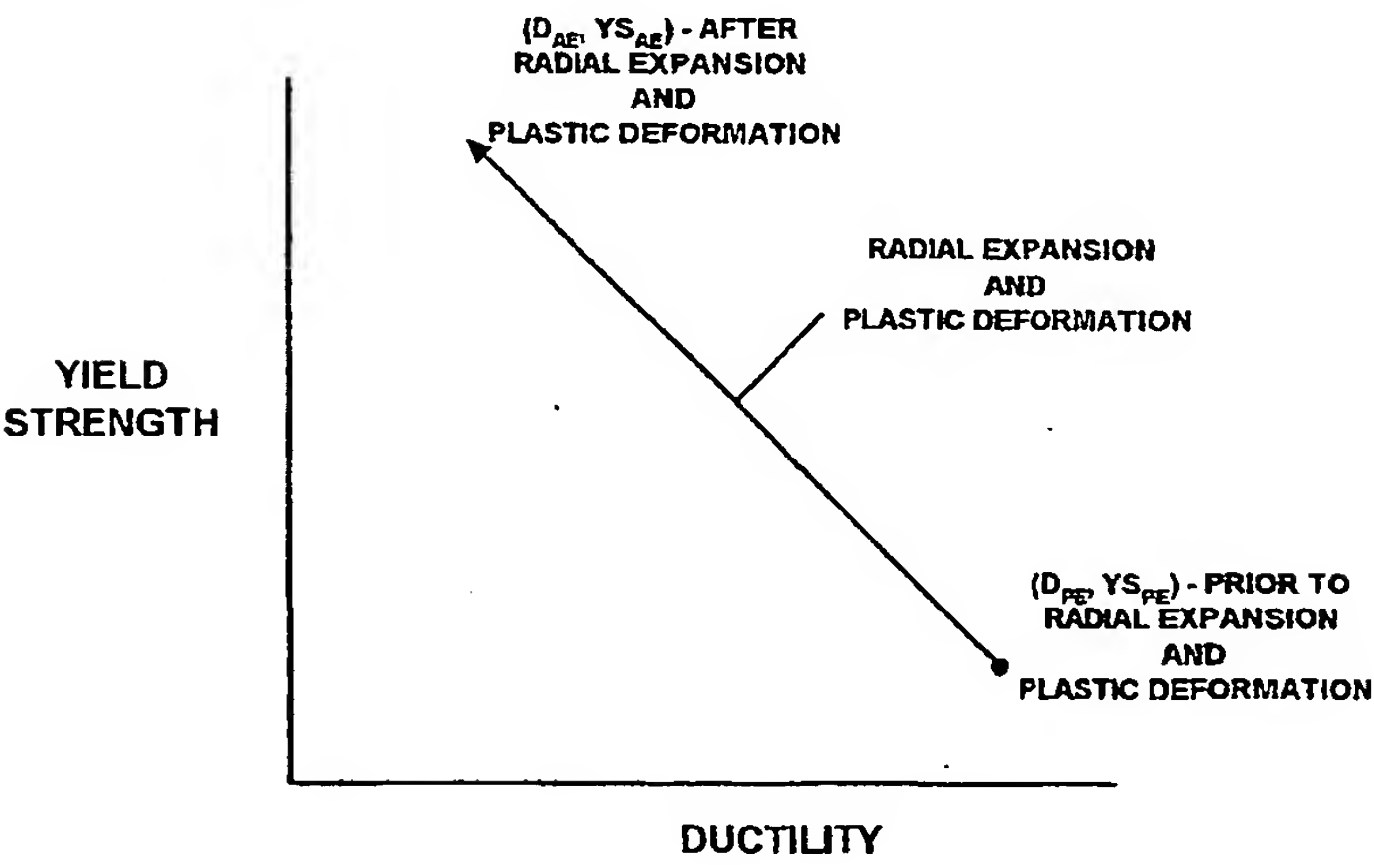 (D_AE, YS_AE) - AFTER
RADIAL EXPANSION
AND
PLASTIC DEFORMATION
RADIAL EXPANSION
AND
PLASTIC DEFORMATION
YIELD
STRENGTH
(D_PE, YS_PE) - PRIOR TO
RADIAL EXPANSION
AND
PLASTIC DEFORMATION
DUCTILITY